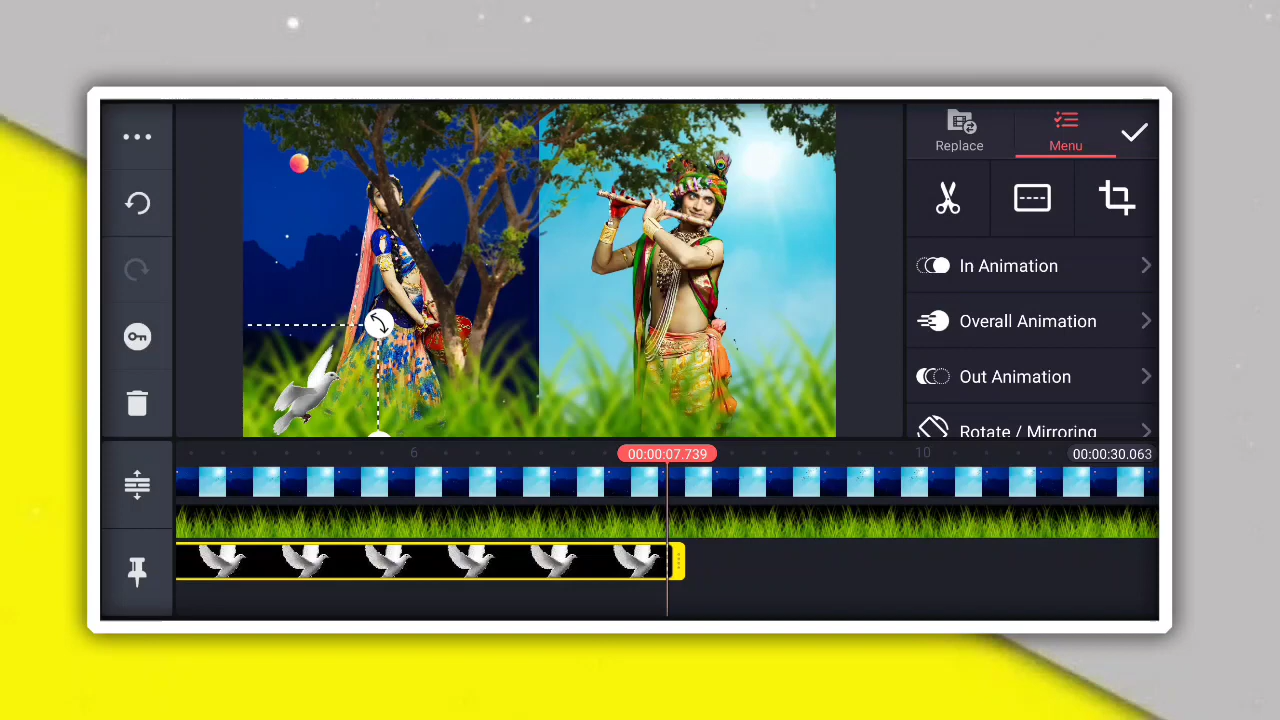 Replace
Menu
In Animation
Overall Animation
Out Animation
Rotate / Mirroring
6
00:00:07.739
10
00:00:30.063